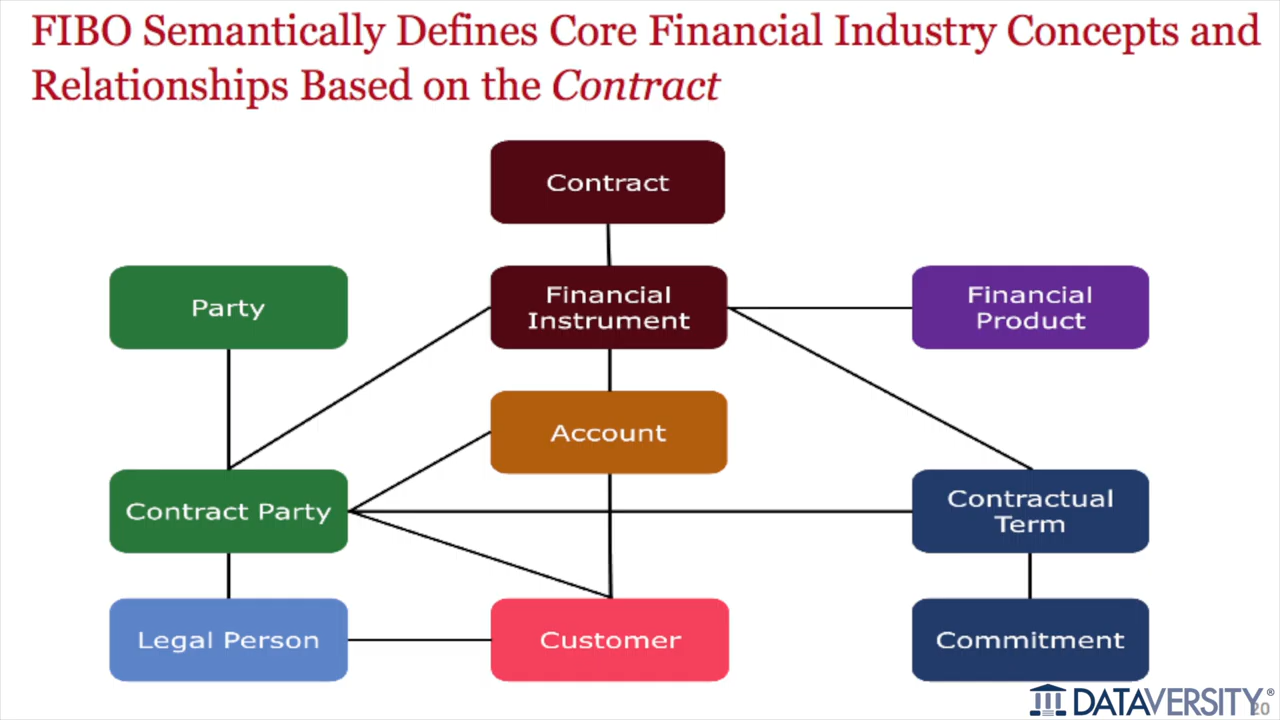 FIBO Semantically Defines Core Financial Industry Concepts and
Relationships Based on the Contract
Contract
Party
Financial
Instrument
Financial
Product
Account
Contract Party
Contractual
Term
Legal Person
Customer
Commitment
DATAVERSITY®
20